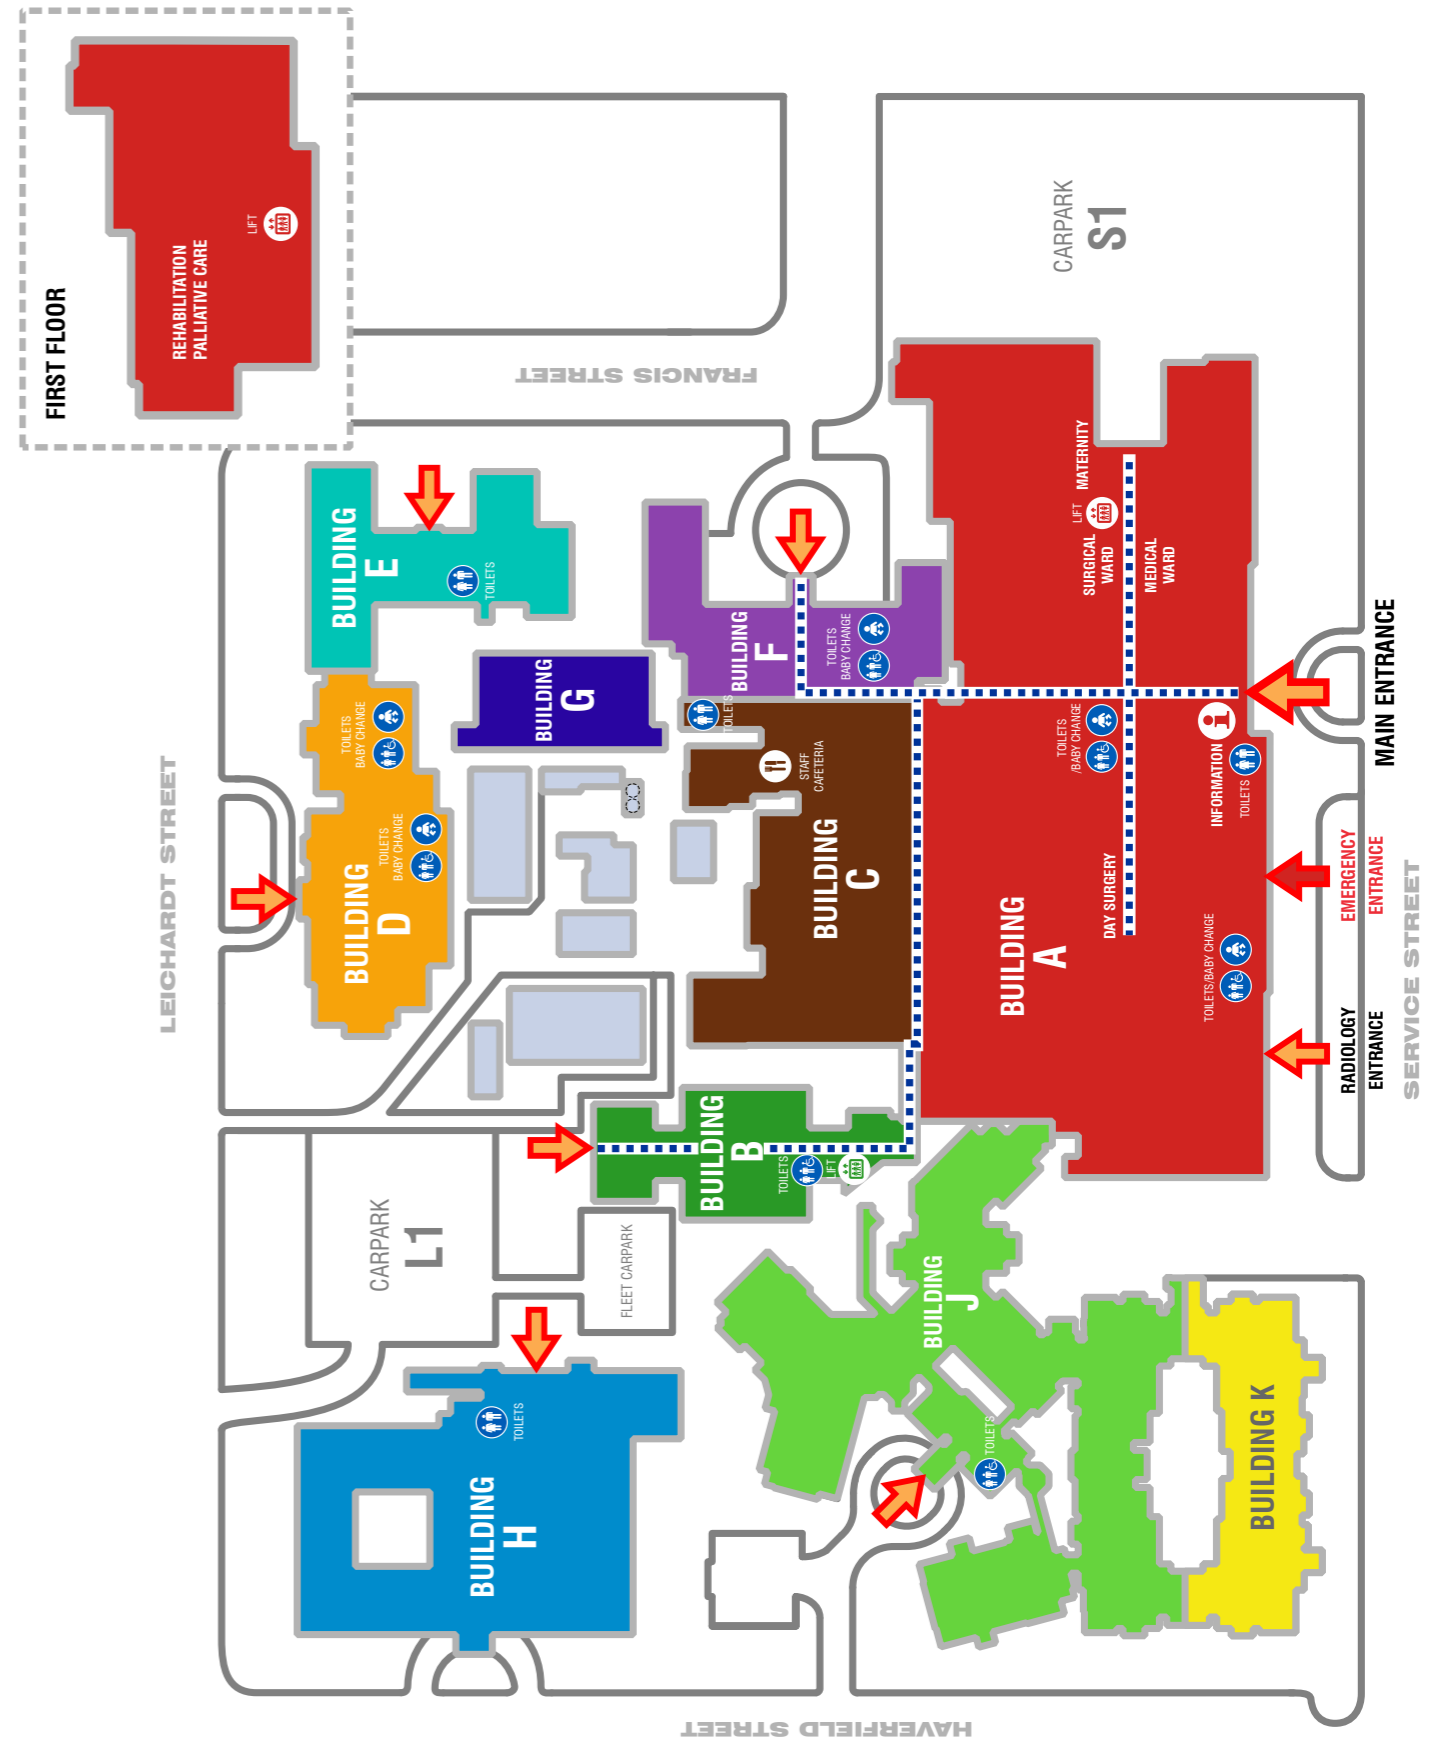 FIRST FLOOR
REHABILITATION
PALLIATIVE CARE
LIFT
FRANCIS STREET
CARPARK
S1
LEICHARDT STREET
BUILDING
E
TOILETS
BUILDING
D
TOILETS
BABY CHANGE
TOILETS
BABY CHANGE
BUILDING
G
BUILDING
F
TOILETS
BABY CHANGE
TOILETS
STAFF
CAFETERIA
BUILDING
C
BUILDING
A
MATERNITY
LIFT
SURGICAL
WARD
MEDICAL
WARD
TOILETS
/BABY CHANGE
INFORMATION
TOILETS
DAY SURGERY
TOILETS/BABY CHANGE
MAIN ENTRANCE
EMERGENCY
ENTRANCE
RADIOLOGY
ENTRANCE
SERVICE STREET
BUILDING
B
TOILETS
LIFT
CARPARK
L1
FLEET CARPARK
BUILDING
H
TOILETS
BUILDING
J
TOILETS
BUILDING K
HAVERFIELD STREET